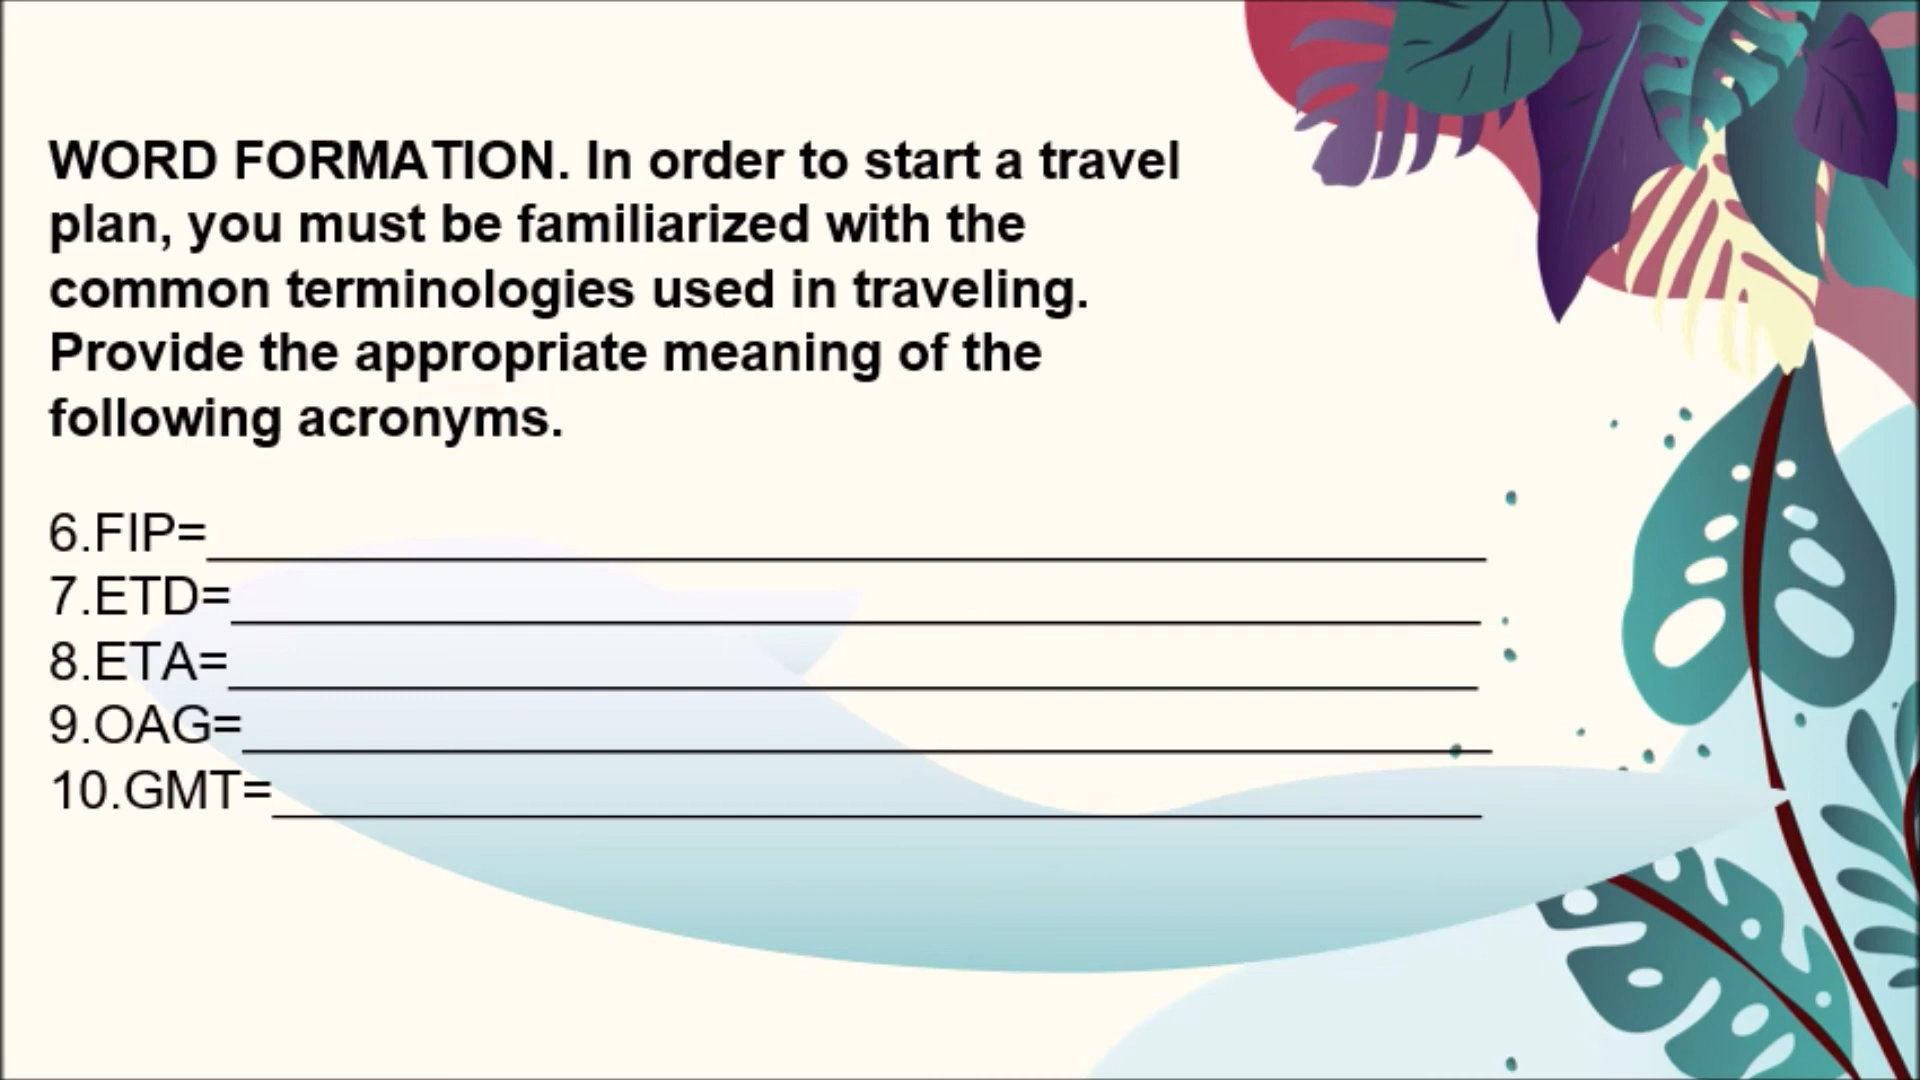 WORD FORMATION. In order to start a travel
plan, you must be familiarized with the
common terminologies used in traveling.
Provide the appropriate meaning of the
following acronyms.
6.FIP=
7.ETD=
8.ETA=
9.OAG=
10.GMT=